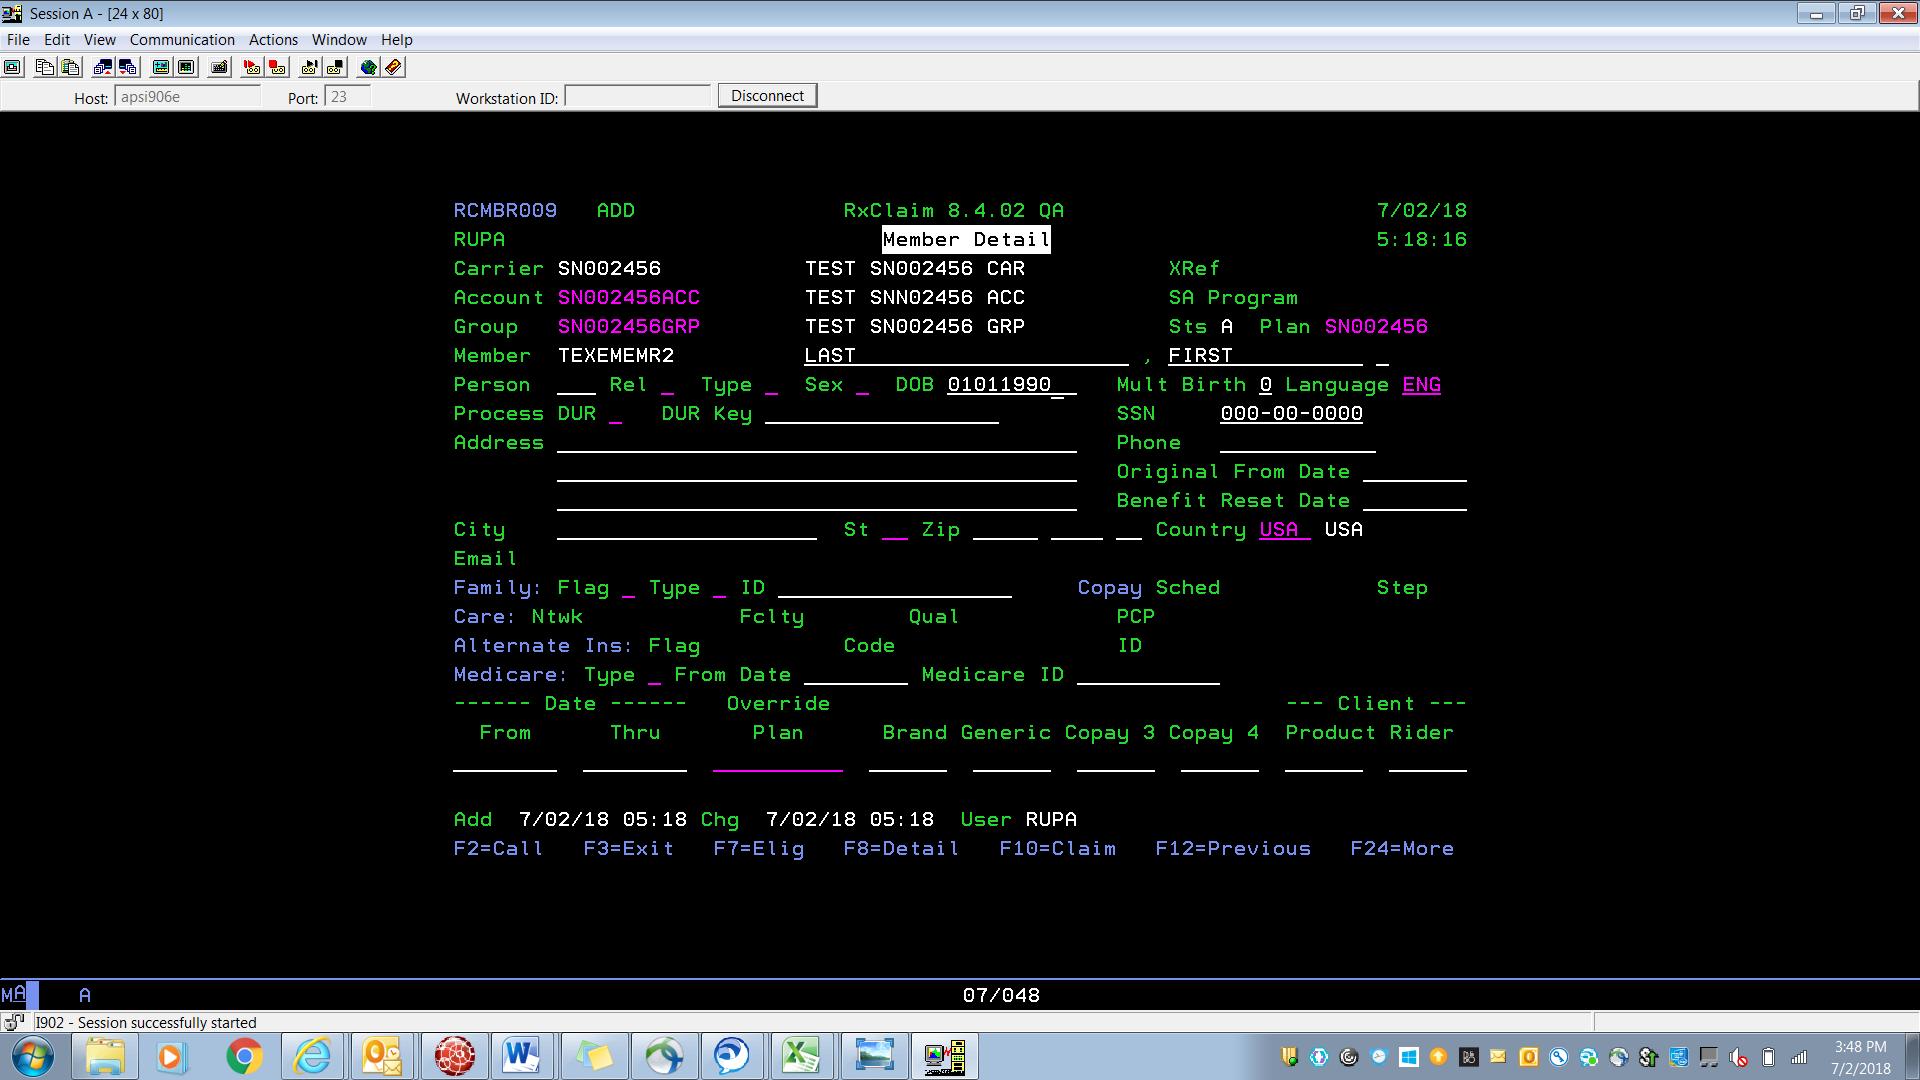 Session A - [24 x 80]
File Edit View Communication Actions Window Help
Host: apsi906e Port: 23 Workstation ID: Disconnect
RCMBR009 ADD RxClaim 8.4.02 QA 7/02/18
RUPA Member Detail 5:18:16
Carrier SN002456 TEST SN002456 CAR XRef
Account SN002456ACC TEST SNN02456 ACC SA Program
Group SN002456GRP TEST SN002456 GRP Sts A Plan SN002456
Member TEXEMEMR2 LAST , FIRST
Person Rel Type Sex DOB 01011990 Mult Birth 0 Language ENG
Process DUR DUR Key SSN 000-00-0000
Address Phone
Original From Date
Benefit Reset Date
City St Zip Country USA USA
Email
Family: Flag Type ID Copay Sched Step
Care: Ntwk Fclty Qual PCP
Alternate Ins: Flag Code ID
Medicare: Type From Date Medicare ID
------ Date ------ Override --- Client ---
From Thru Plan Brand Generic Copay 3 Copay 4 Product Rider
Add 7/02/18 05:18 Chg 7/02/18 05:18 User RUPA
F2=Call F3=Exit F7=Elig F8=Detail F10=Claim F12=Previous F24=More
MA A 07/048
I902 - Session successfully started
3:48 PM
7/2/2018